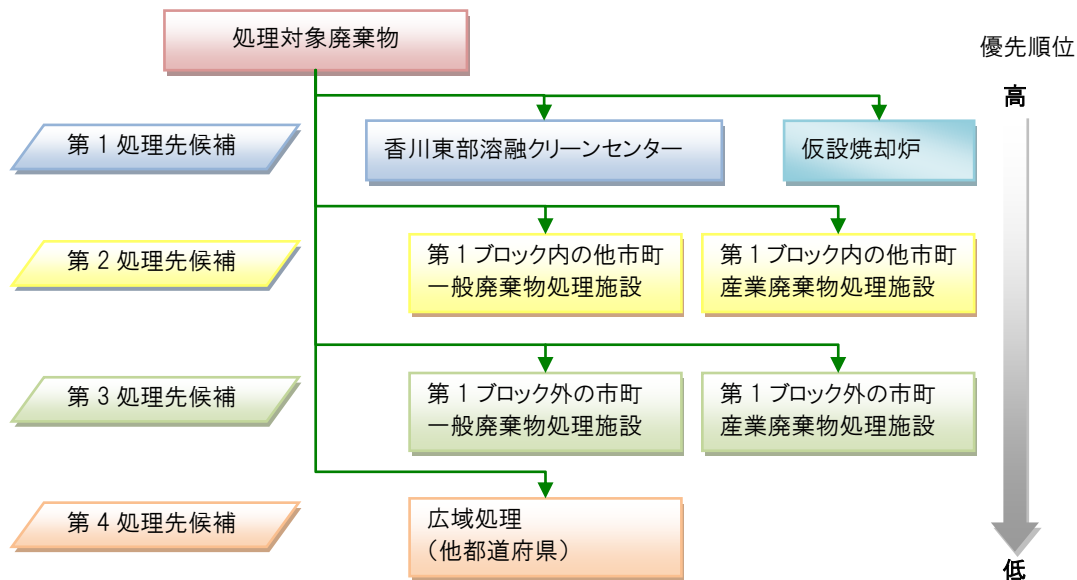 処理対象廃棄物
優先順位
高
第1処理先候補
香川東部溶融クリーンセンター
仮設焼却炉
第2処理先候補
第1ブロック内の他市町
一般廃棄物処理施設
第1ブロック内の他市町
産業廃棄物処理施設
第3処理先候補
第1ブロック外の市町
一般廃棄物処理施設
第1ブロック外の市町
産業廃棄物処理施設
第4処理先候補
広域処理
（他都道府県）
低